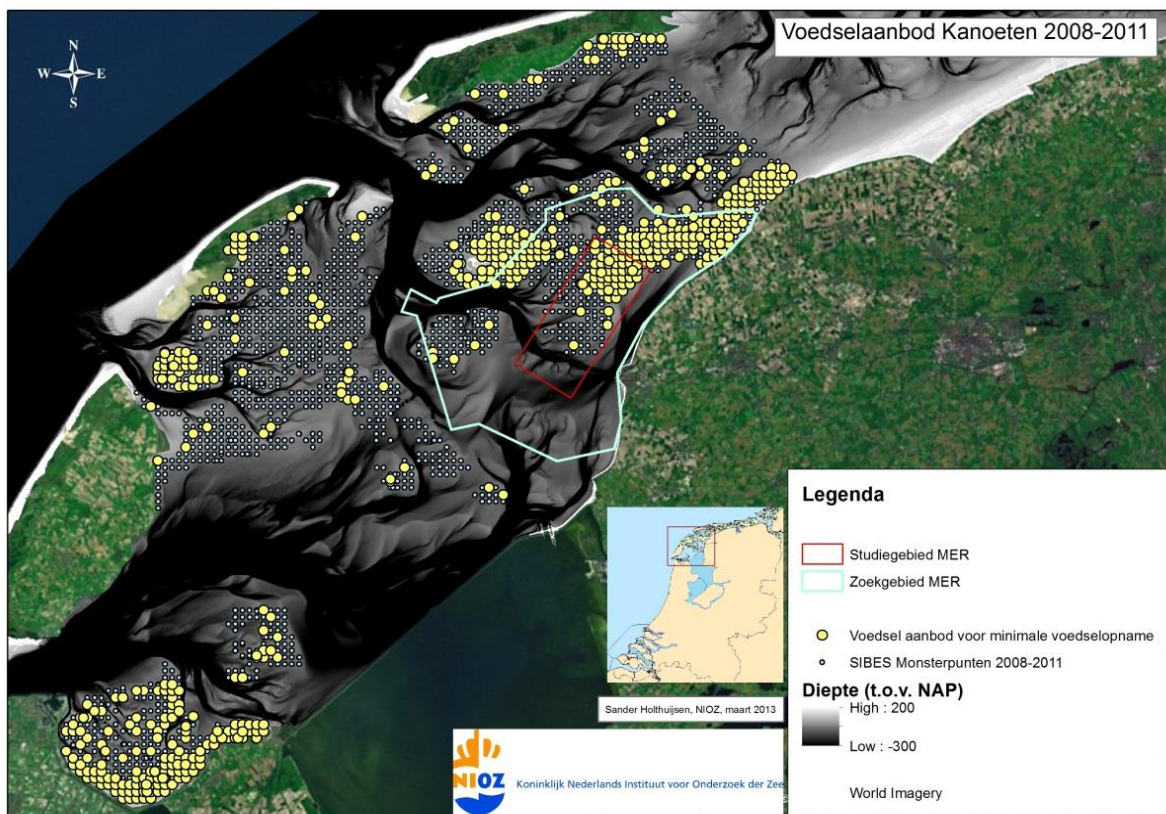 Voedselaanbod Kanoeten 2008-2011
N
W E
S
Legenda
Studiegebied MER
Zoekgebied MER
Voedsel aanbod voor minimale voedselopname
SIBES Monsterpunten 2008-2011
Diepte (t.o.v. NAP)
High : 200
Low : -300
World Imagery
Sander Holthuijsen, NIOZ, maart 2013
NIOZ
Koninklijk Nederlands Instituut voor Onderzoek der Zee